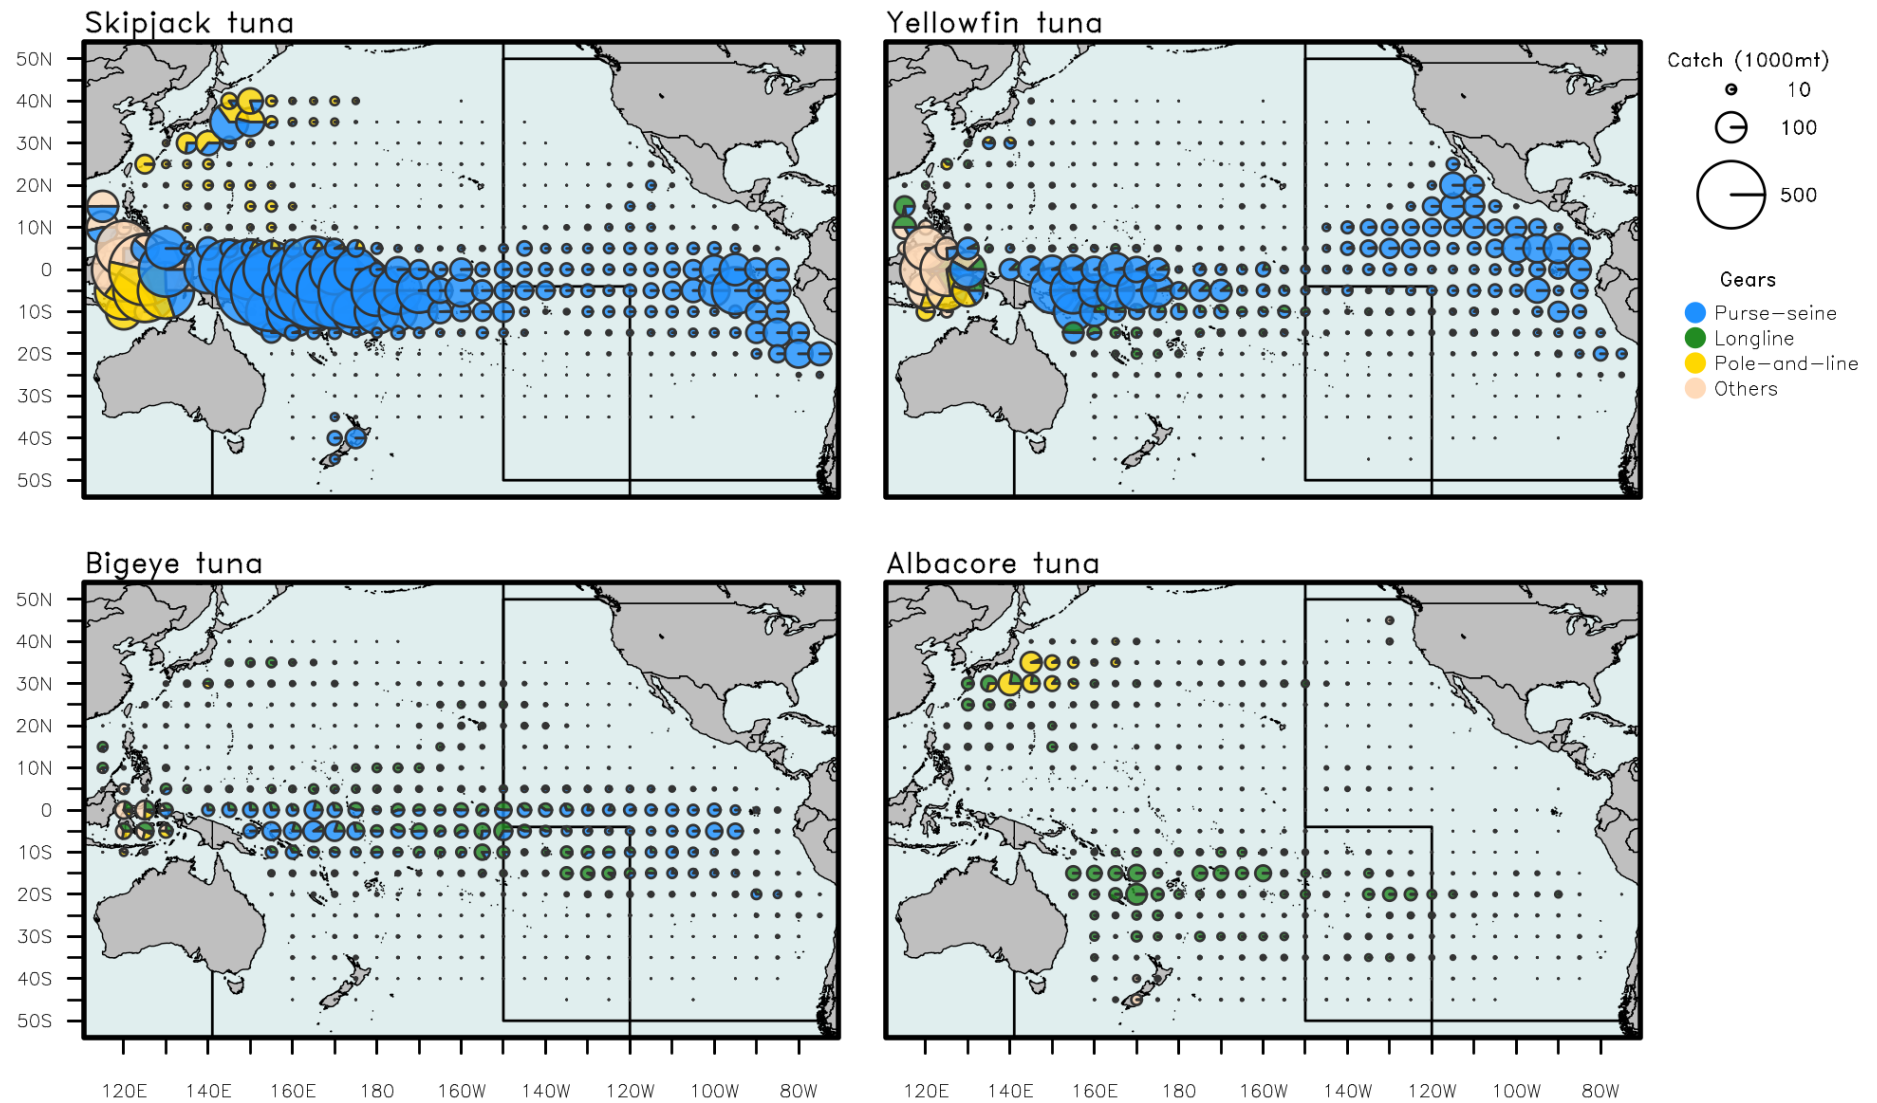 Skipjack tuna
Yellowfin tuna
50N
40N
30N
20N
10N
0
10S
20S
30S
40S
50S
Catch (1000mt)
10
100
500
Gears
Purse-seine
Longline
Pole-and-line
Others
Bigeye tuna
Albacore tuna
50N
40N
30N
20N
10N
0
10S
20S
30S
40S
50S
120E 140E 160E 180 160W 140W 120W 100W 80W
120E 140E 160E 180 160W 140W 120W 100W 80W